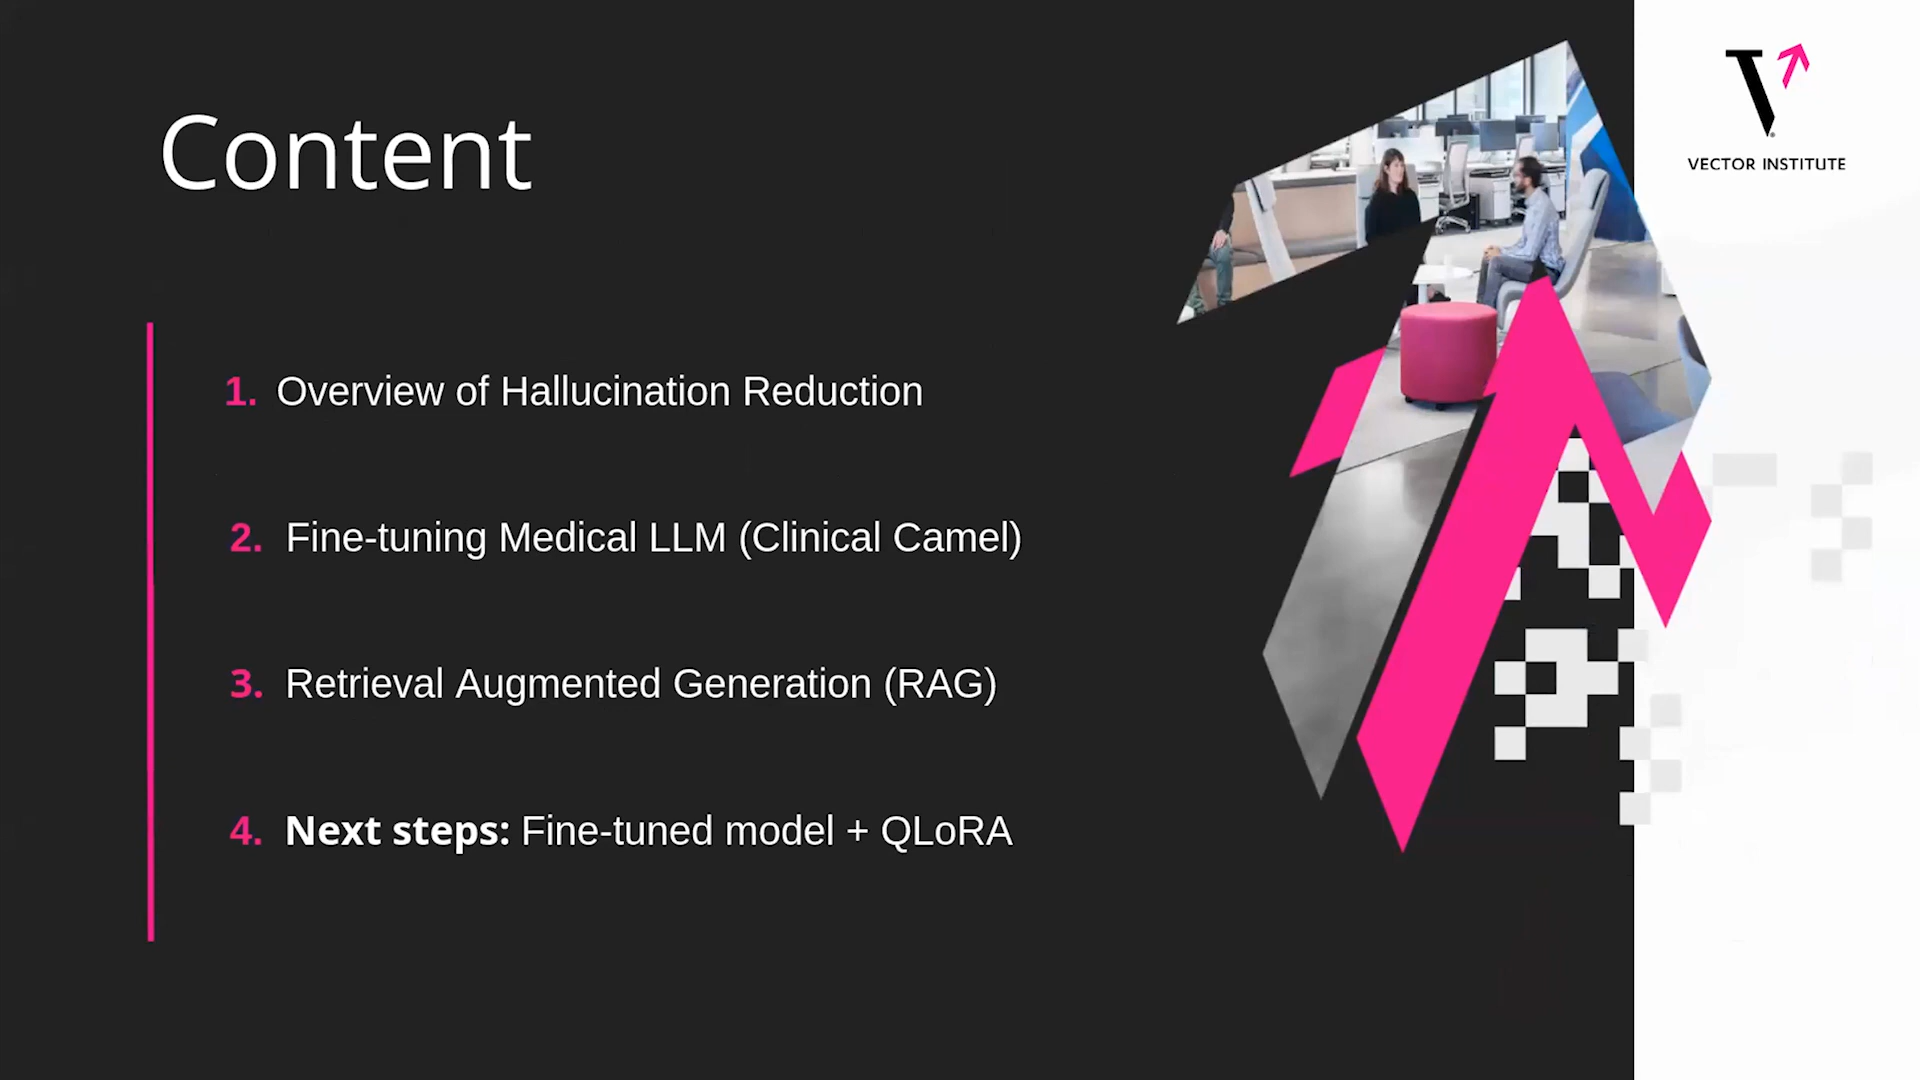 Content
1. Overview of Hallucination Reduction
2. Fine-tuning Medical LLM (Clinical Camel)
3. Retrieval Augmented Generation (RAG)
4. Next steps: Fine-tuned model + QLoRA
VECTOR INSTITUTE